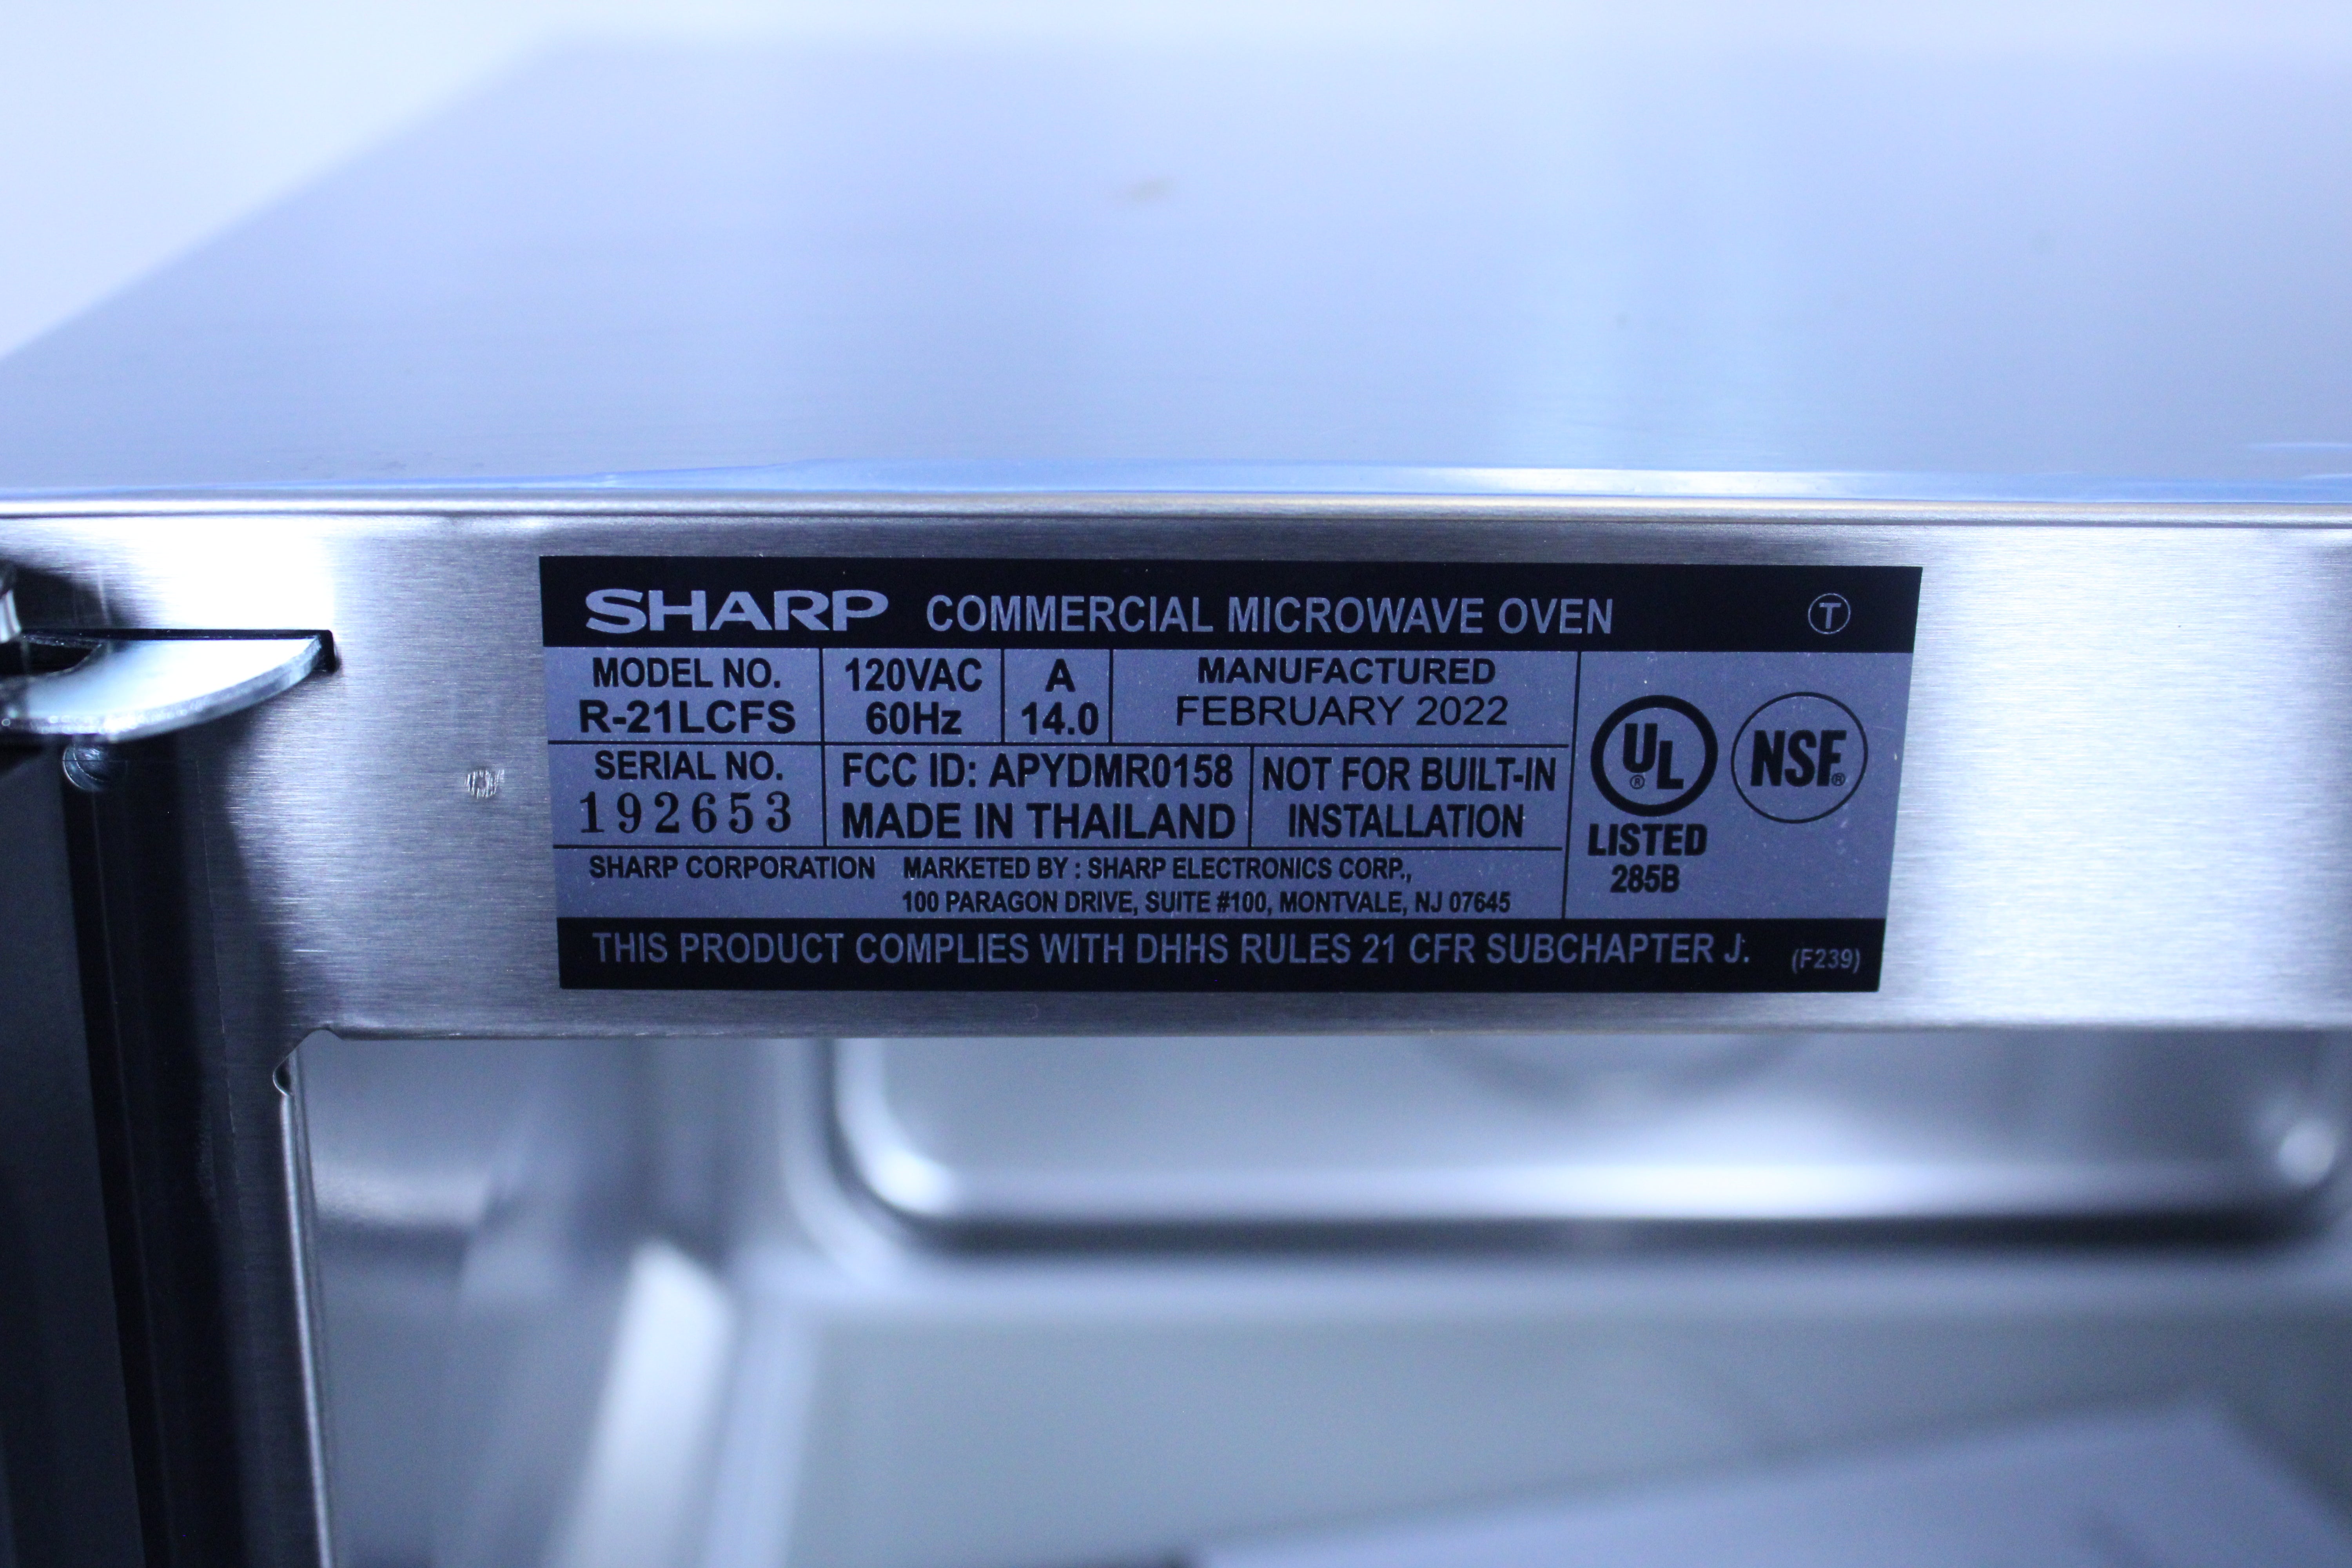 SHARP COMMERCIAL MICROWAVE OVEN T
MODEL NO.
R-21LCFS
120VAC
60Hz
A
14.0
MANUFACTURED
FEBRUARY 2022
SERIAL NO.
192653
FCC ID: APYDMR0158
MADE IN THAILAND
NOT FOR BUILT-IN
INSTALLATION
UL®
LISTED
285B
NSF®
SHARP CORPORATION MARKETED BY : SHARP ELECTRONICS CORP.,
100 PARAGON DRIVE, SUITE #100, MONTVALE, NJ 07645
THIS PRODUCT COMPLIES WITH DHHS RULES 21 CFR SUBCHAPTER J. (F239)